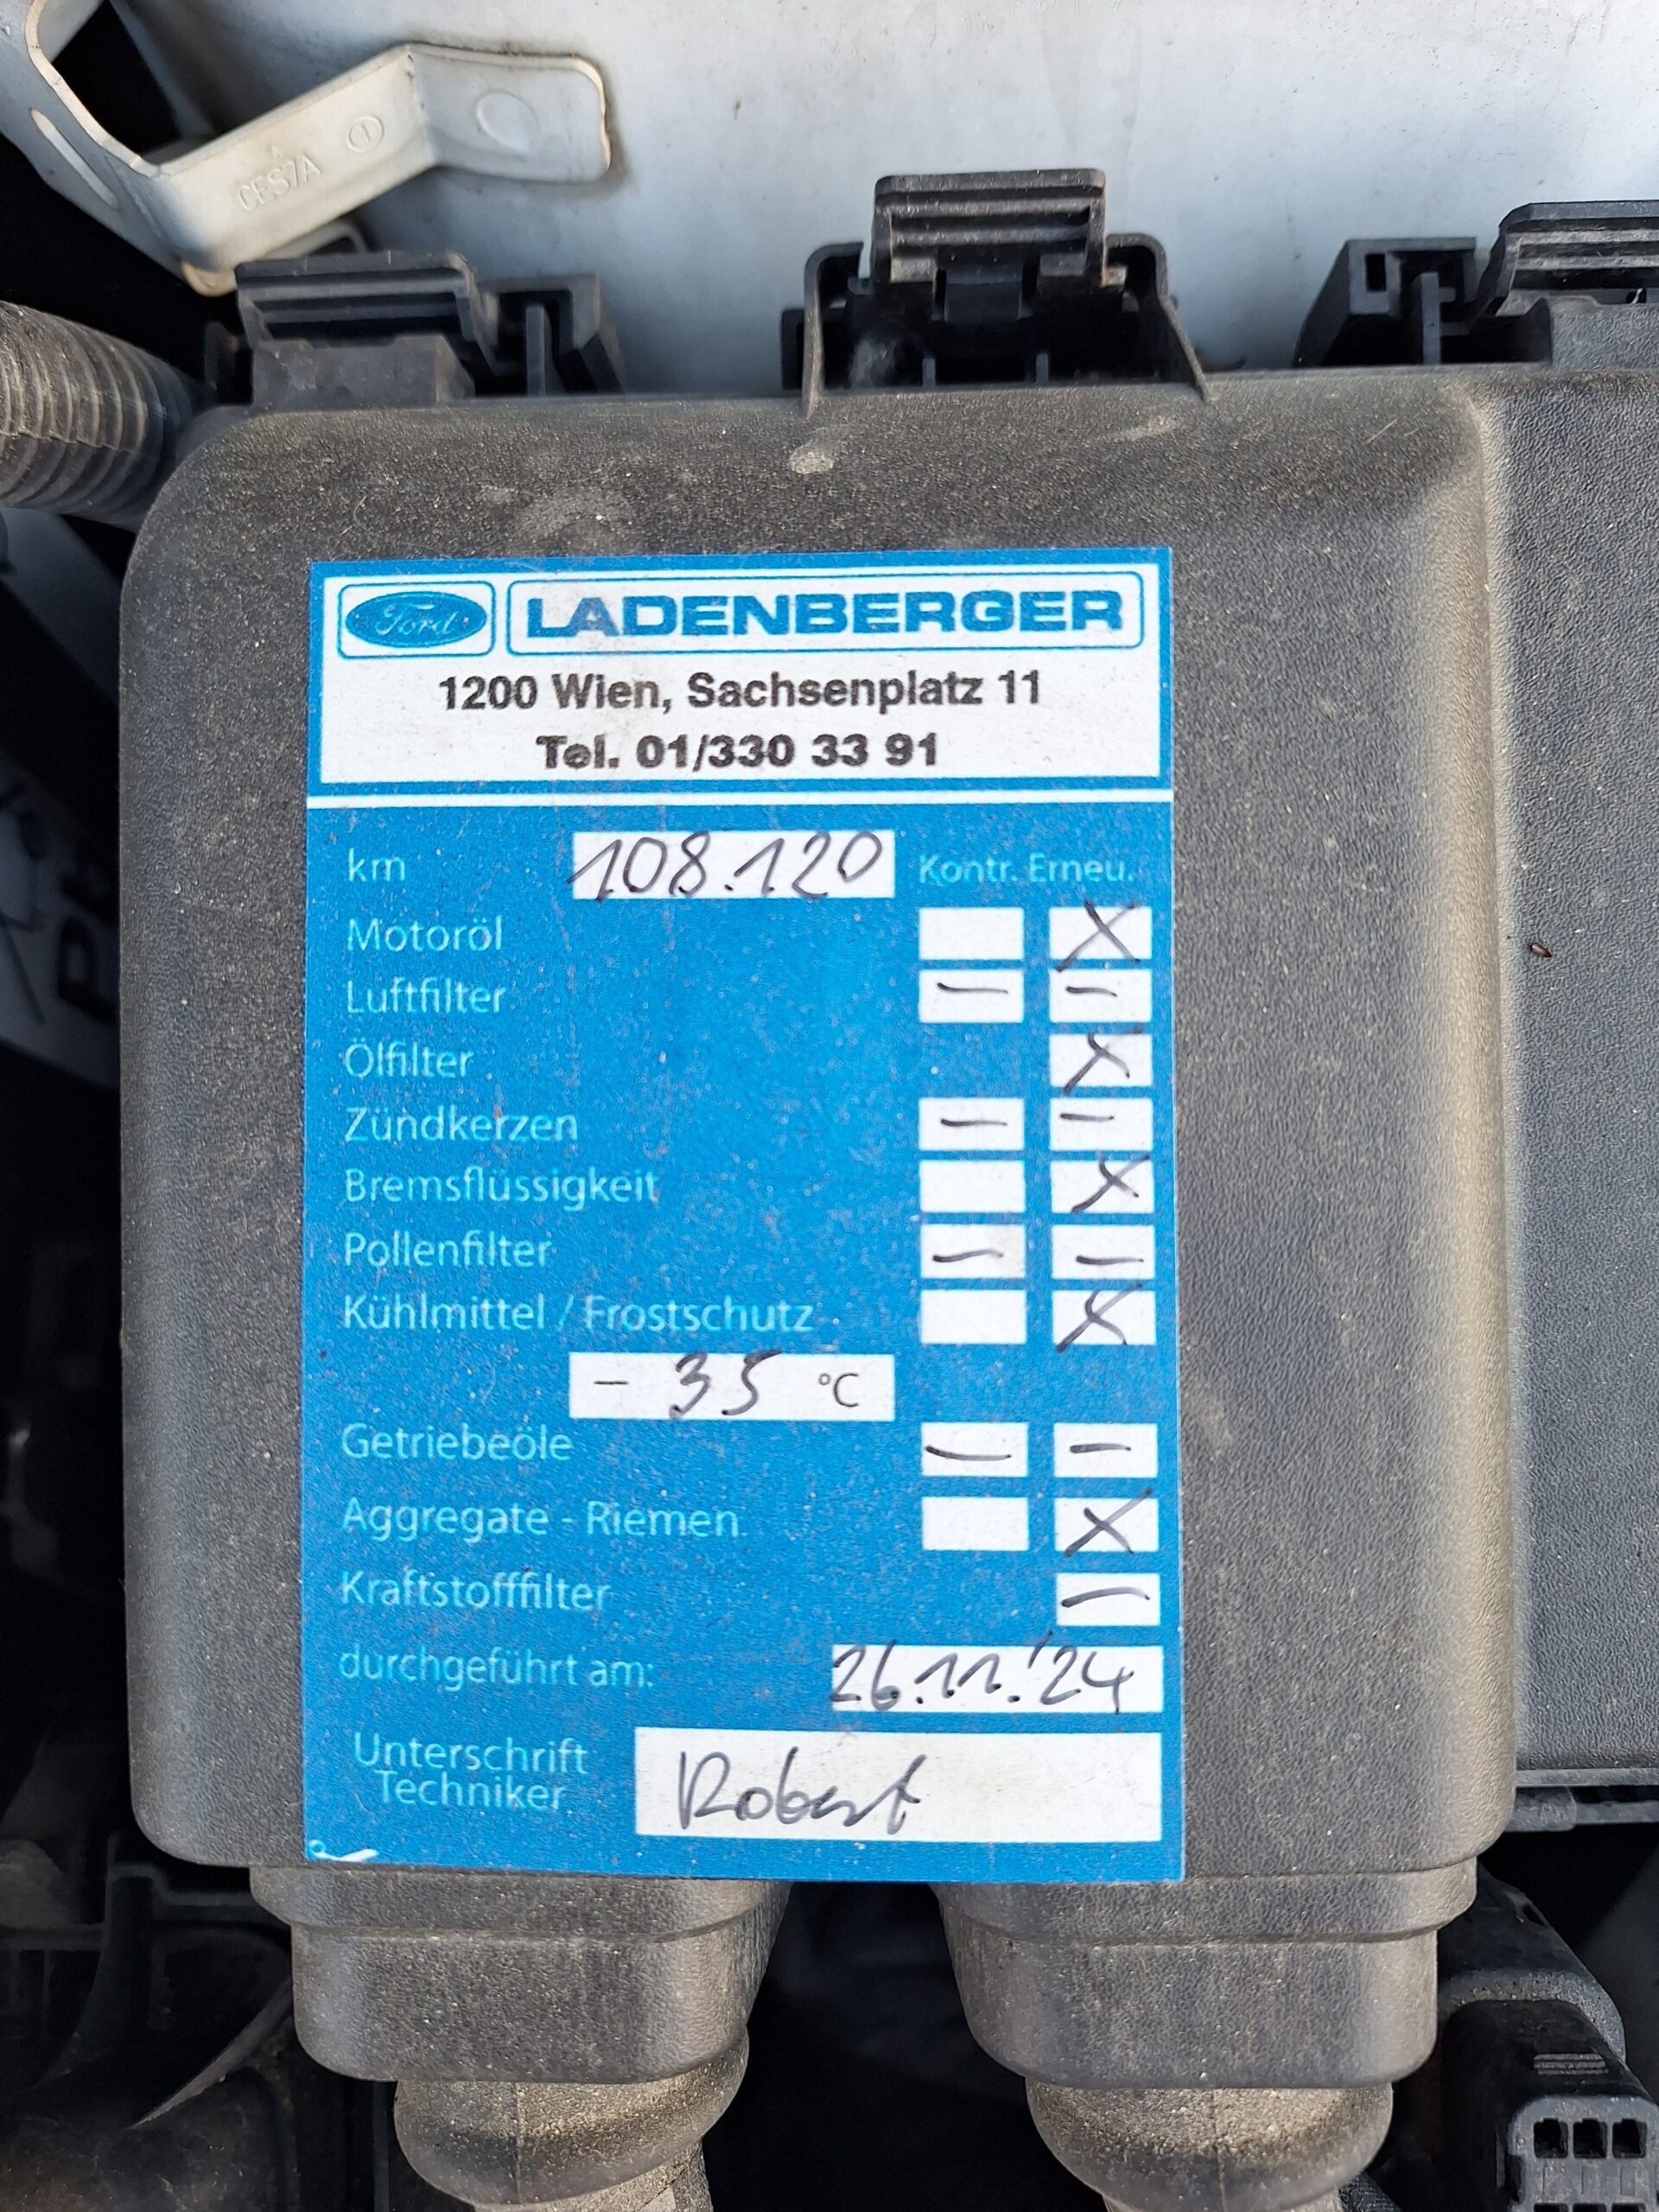 CES7A 1
Ford LADENBERGER
1200 Wien, Sachsenplatz 11
Tel. 01/330 33 91
km 108.120 Kontr. Erneu.
Motoröl X
Luftfilter – –
Ölfilter X
Zündkerzen – –
Bremsflüssigkeit X
Pollenfilter – –
Kühlmittel / Frostschutz X
- 35 °C
Getriebeöle – –
Aggregate - Riemen X
Kraftstofffilter –
durchgeführt am: 26.11.'24
Unterschrift
Techniker Robert